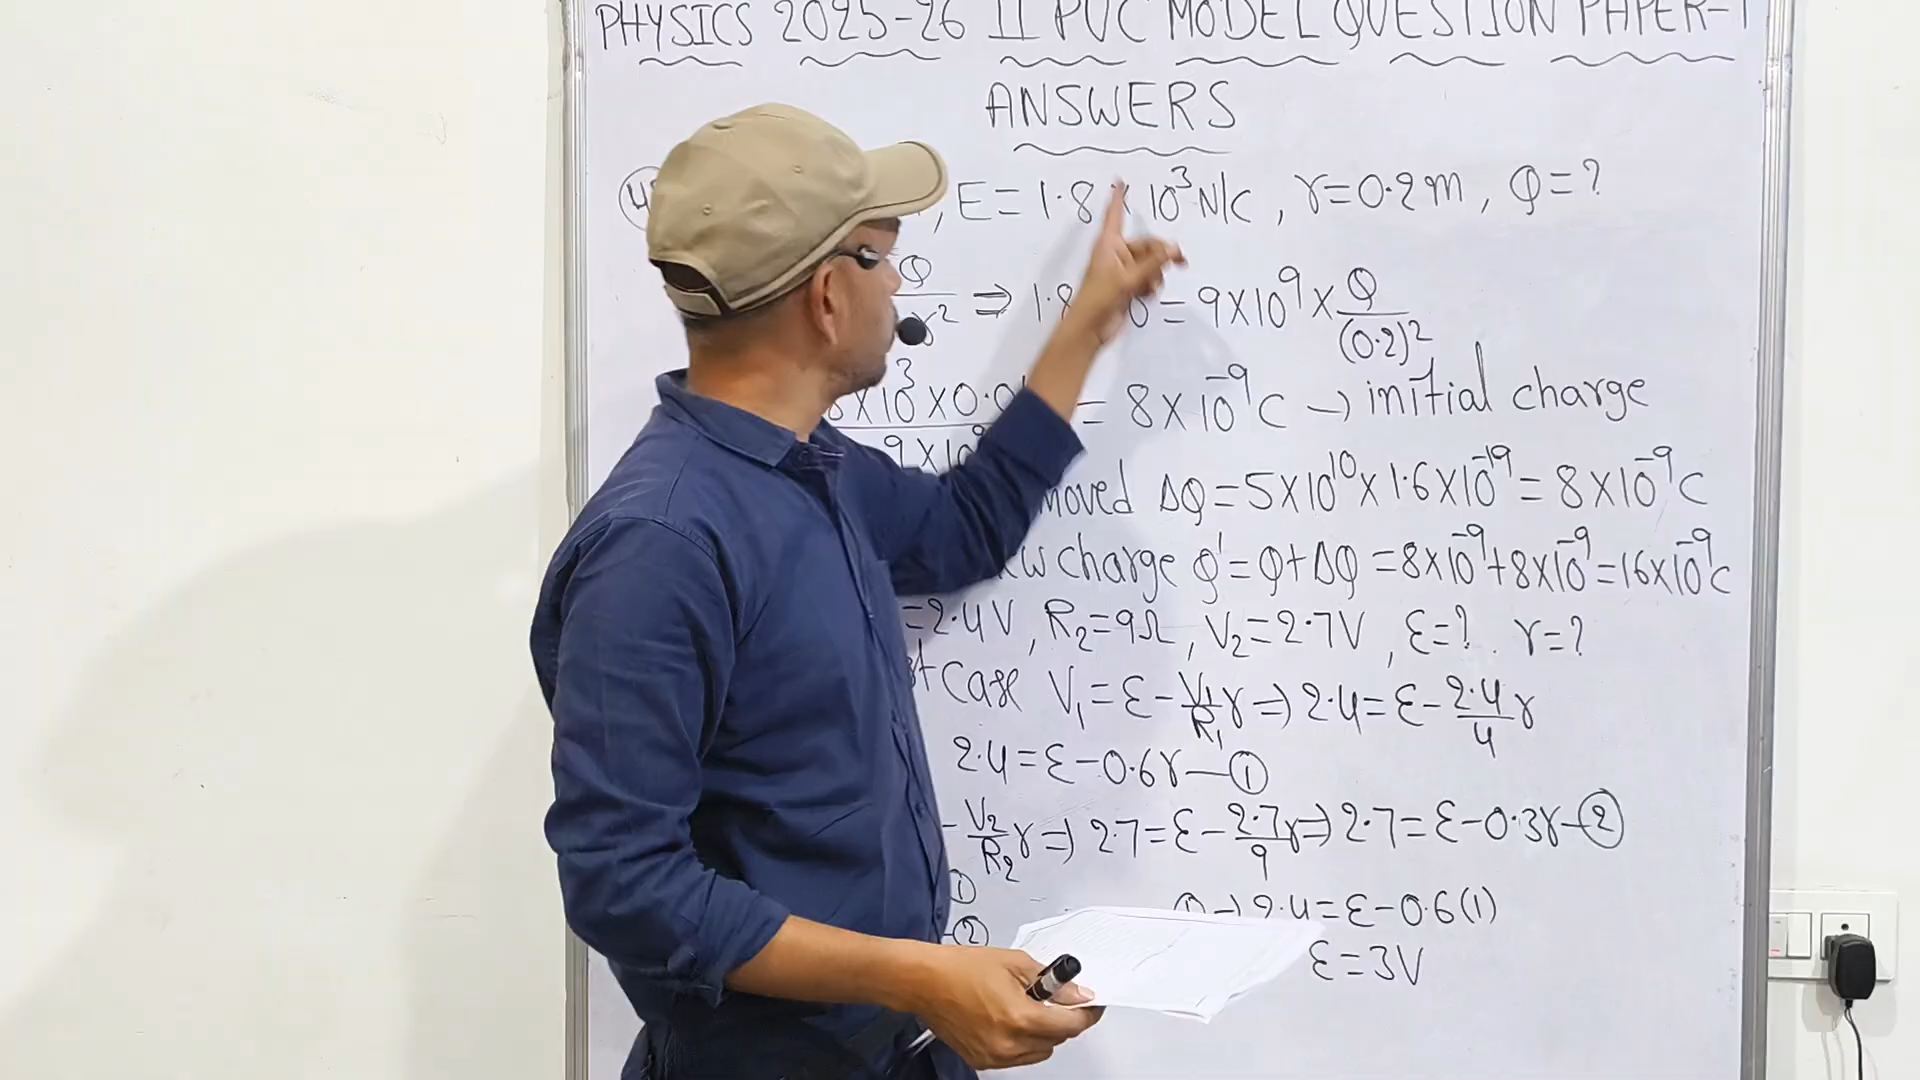 PHYSICS 2025-26 II PUC MODEL QUESTION PAPER-1
ANSWERS
, E = 1.8 × 10³ N/C , r=0.2m , Q=?
Q / r² ⇒ 1.8 = 9×10⁹ × Q/(0.2)²
×10³×0.0 / 9×10⁹ = 8×10⁻⁹C → initial charge
moved ΔQ = 5×10¹⁰×1.6×10⁻¹⁹ = 8×10⁻⁹C
charge Q' = Q+ΔQ = 8×10⁻⁹+8×10⁻⁹ = 16×10⁻⁹C
=2.4V , R₂=9Ω , V₂=2.7V , ε=? r=?
st Case V₁=ε-V₁/R₁ r ⇒ 2.4=ε-2.4/4 r
2.4=ε-0.6r—①
- V₂/R₂ r ⇒ 2.7=ε-2.7/9 r ⇒ 2.7=ε-0.3r-②
① ① → 2.4=ε-0.6(1)
-② ε=3V